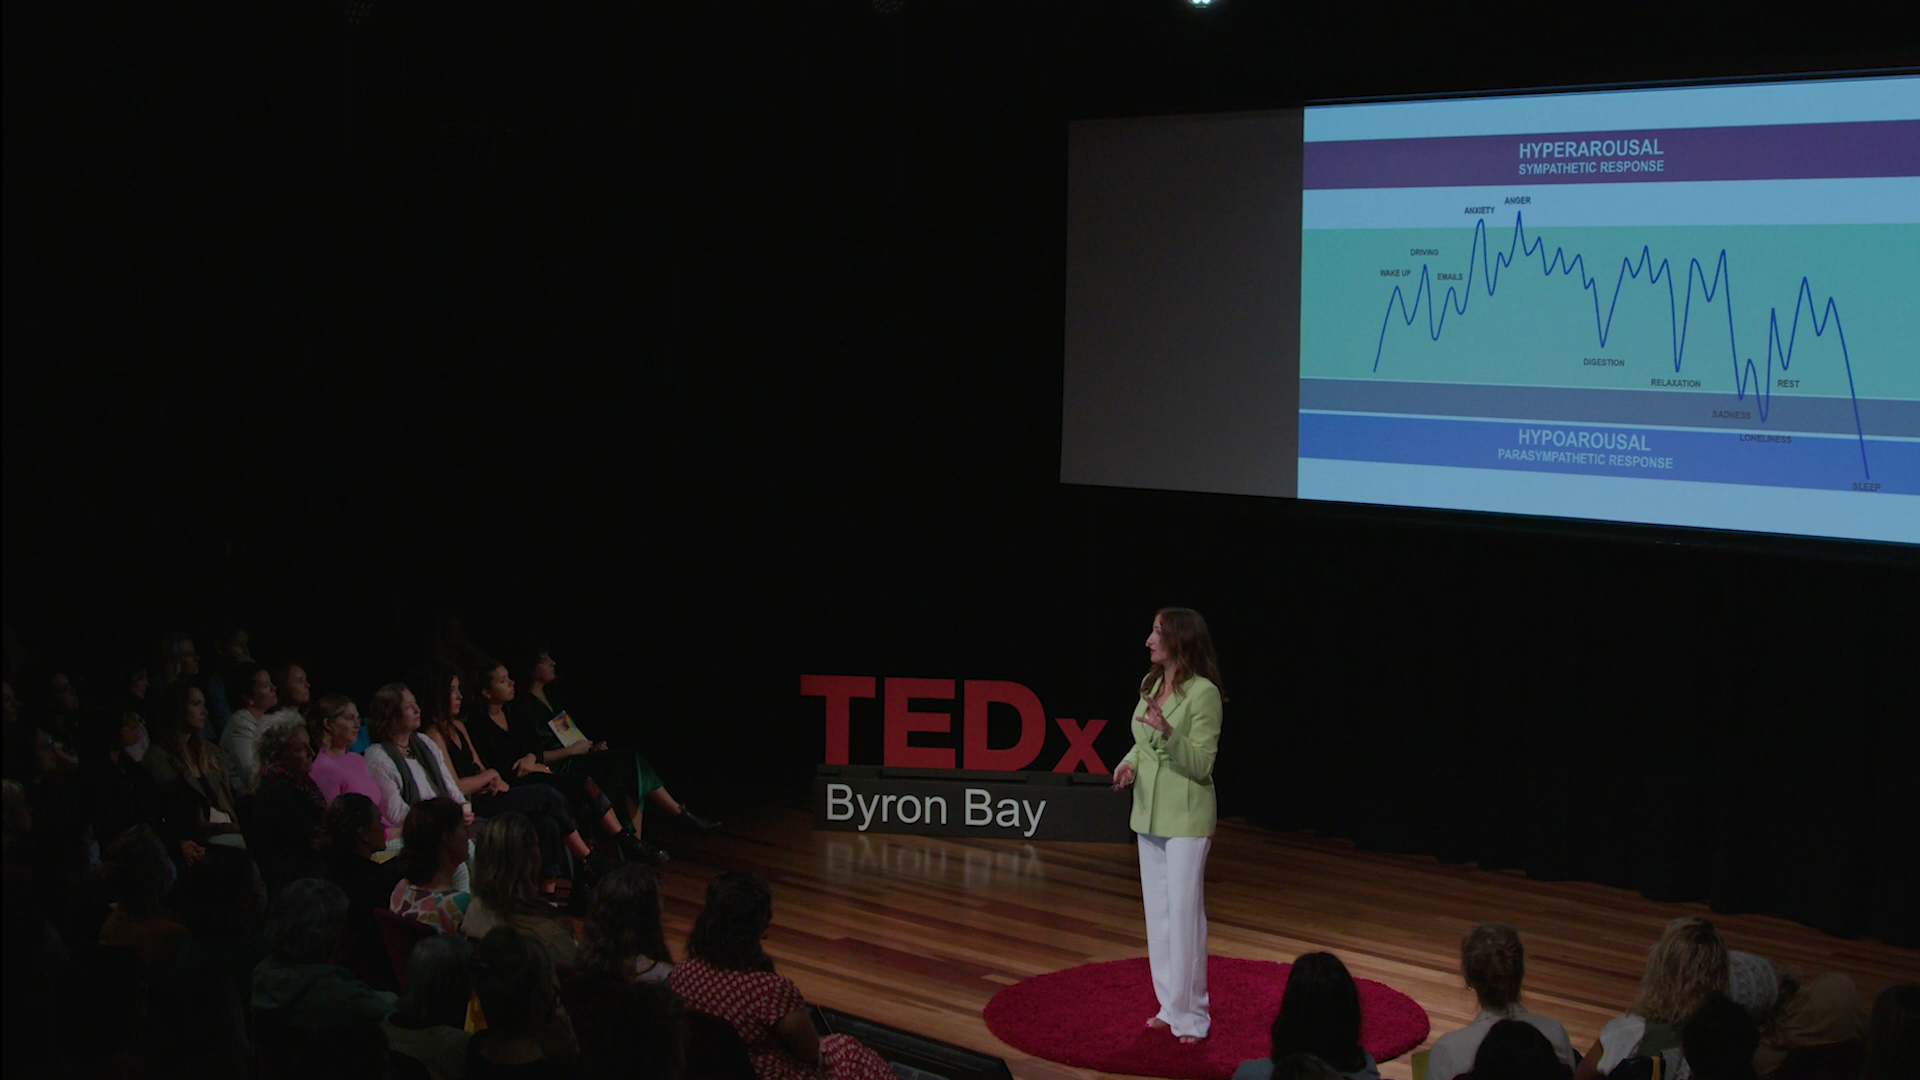 HYPERAROUSAL
SYMPATHETIC RESPONSE
ANXIETY
ANGER
DRIVING
WAKE UP
EMAILS
DIGESTION
RELAXATION
REST
SADNESS
LONELINESS
HYPOAROUSAL
PARASYMPATHETIC RESPONSE
SLEEP
TEDx
Byron Bay